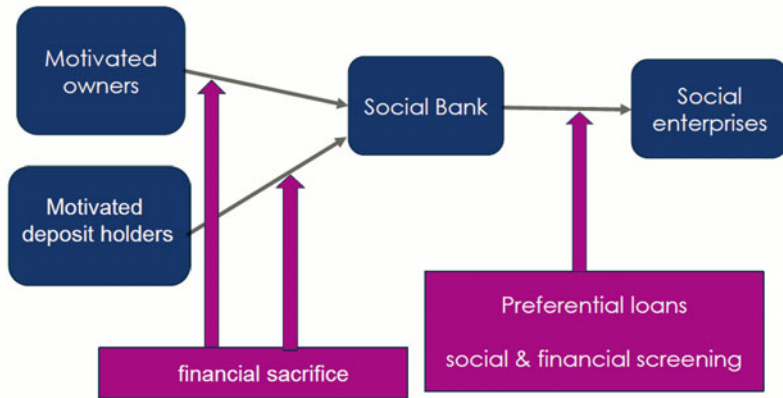 Motivated
owners
Social Bank
Social
enterprises
Motivated
deposit holders
financial sacrifice
Preferential loans
social & financial screening